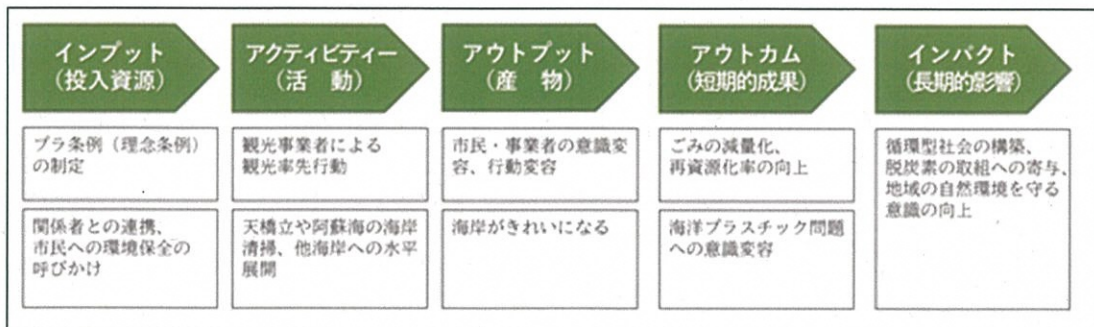 インプット
（投入資源）
アクティビティー
（活　動）
アウトプット
（産　物）
アウトカム
（短期的成果）
インパクト
（長期的影響）
プラ条例（理念条例）
の制定
観光事業者による
観光率先行動
市民・事業者の意識変
容、行動変容
ごみの減量化、
再資源化率の向上
循環型社会の構築、
脱炭素の取組への寄与、
地域の自然環境を守る
意識の向上
関係者との連携、
市民への環境保全の
呼びかけ
天橋立や阿蘇海の海岸
清掃、他海岸への水平
展開
海岸がきれいになる
海洋プラスチック問題
への意識変容